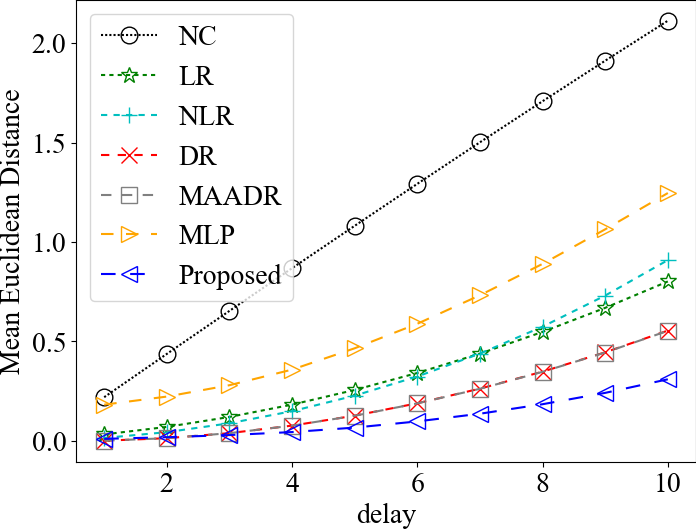 Mean Euclidean Distance
2.0
1.5
1.0
0.5
0.0
NC
LR
NLR
DR
MAADR
MLP
Proposed
2 4 6 8 10
delay